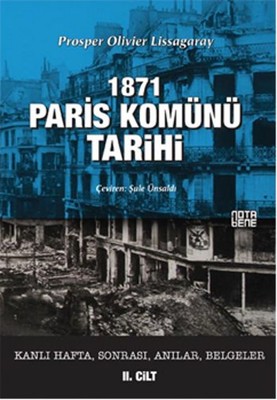 Prosper Olivier Lissagaray
1871
PARİS KOMÜNÜ
TARİHİ
Çeviren: Şule Ünsaldı
NOTA
BENE
KANLI HAFTA, SONRASI, ANILAR, BELGELER
II. CİLT